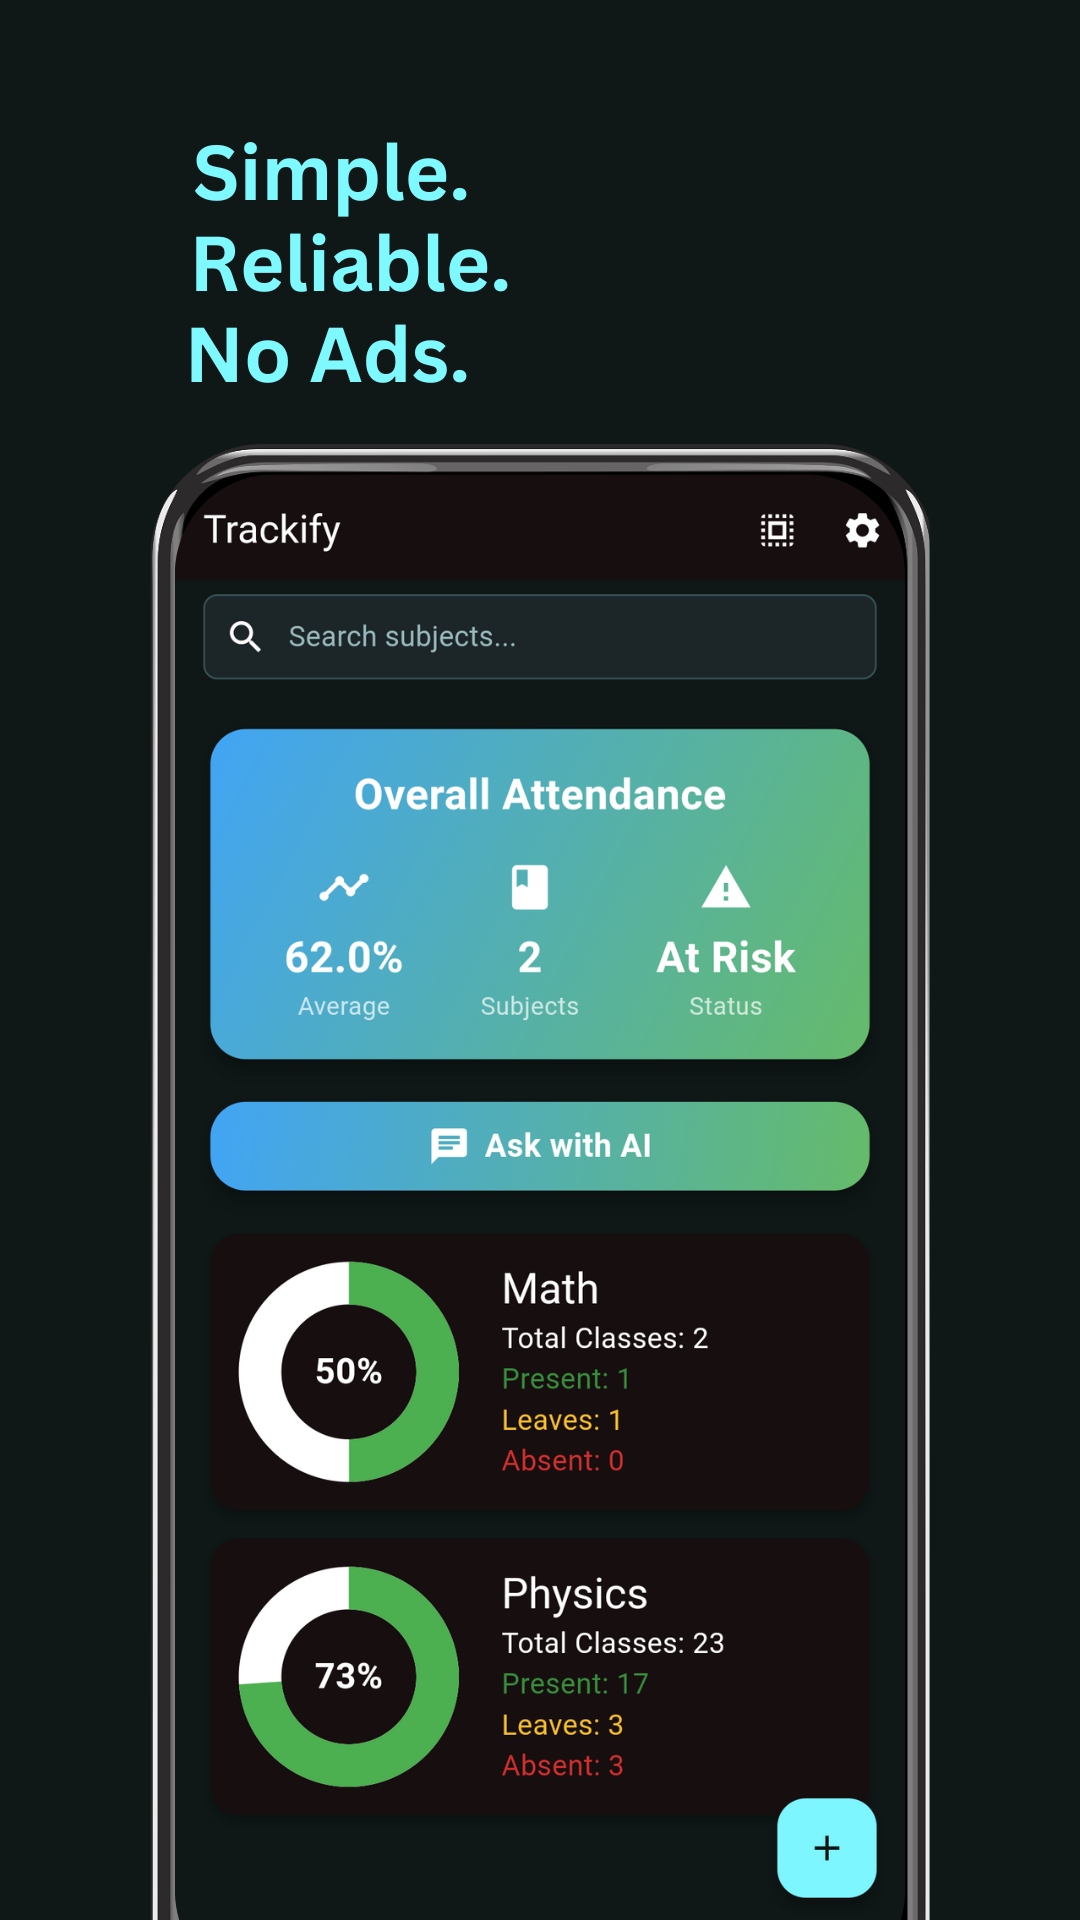 Simple.
Reliable.
No Ads.
Trackify
Search subjects...
Overall Attendance
62.0% 2 At Risk
Average Subjects Status
Ask with AI
50%
Math
Total Classes: 2
Present: 1
Leaves: 1
Absent: 0
73%
Physics
Total Classes: 23
Present: 17
Leaves: 3
Absent: 3
+